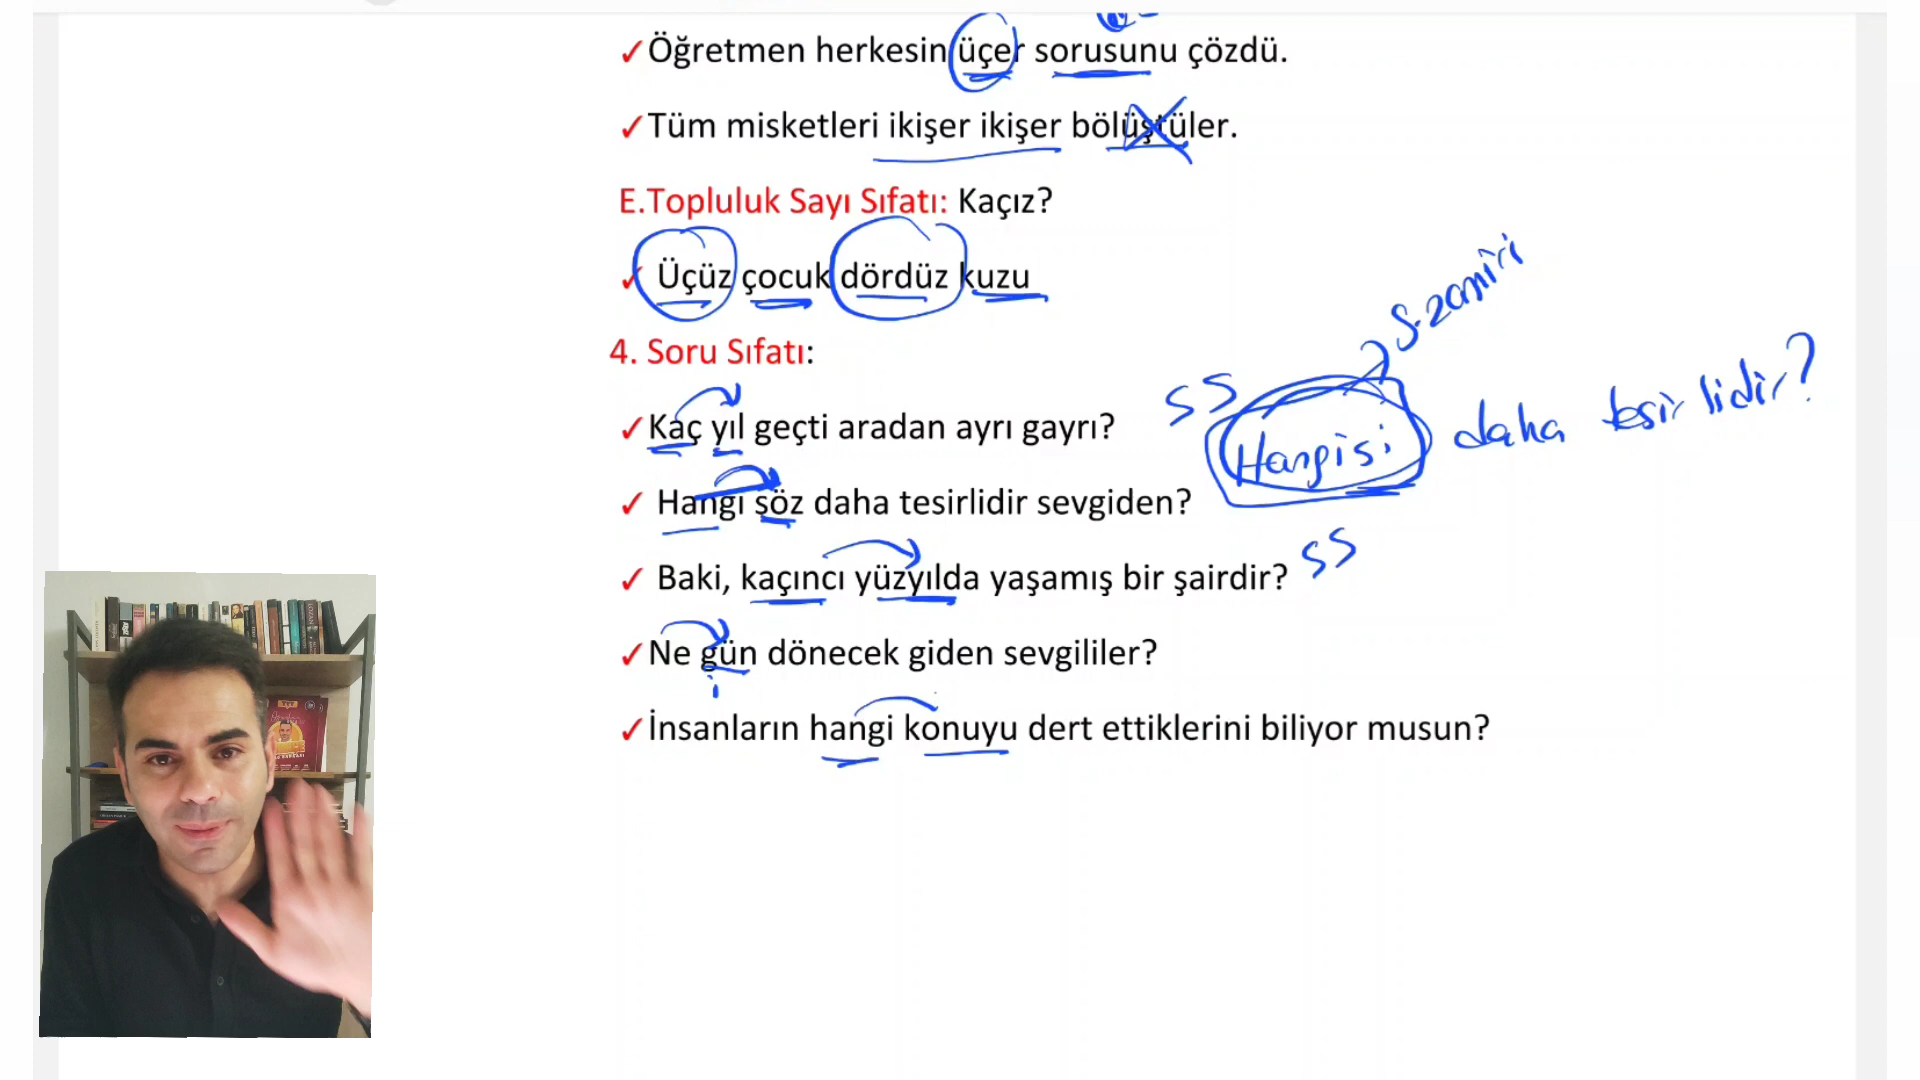 ✓Öğretmen herkesin üçer sorusunu çözdü.
✓Tüm misketleri ikişer ikişer bölüştüler.
E.Topluluk Sayı Sıfatı: Kaçız?
✓ Üçüz çocuk dördüz kuzu
S.zamiri
4. Soru Sıfatı:
SS
✓Kaç yıl geçti aradan ayrı gayrı?
Hangisi daha tesirlidir?
✓ Hangi söz daha tesirlidir sevgiden?
✓ Baki, kaçıncı yüzyılda yaşamış bir şairdir? SS
✓Ne gün dönecek giden sevgililer?
i
✓İnsanların hangi konuyu dert ettiklerini biliyor musun?